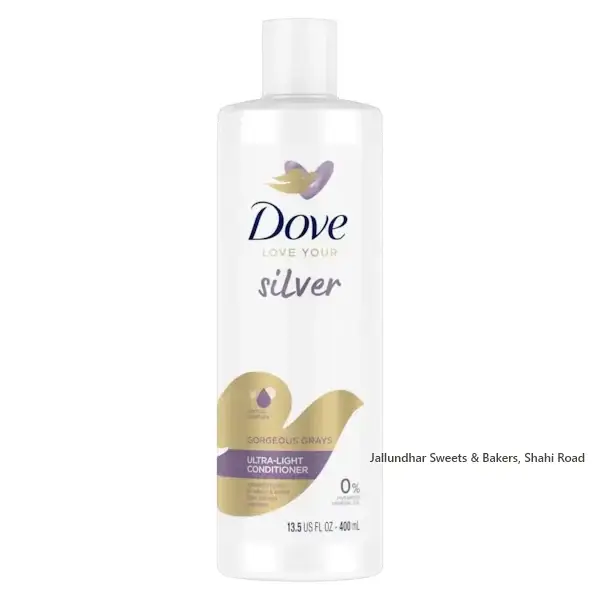 Dove
LOVE YOUR
silver
GORGEOUS GRAYS
ULTRA-LIGHT
CONDITIONER
Jallundhar Sweets & Bakers, Shahi Road
0%
13.5 US FL OZ - 400 mL